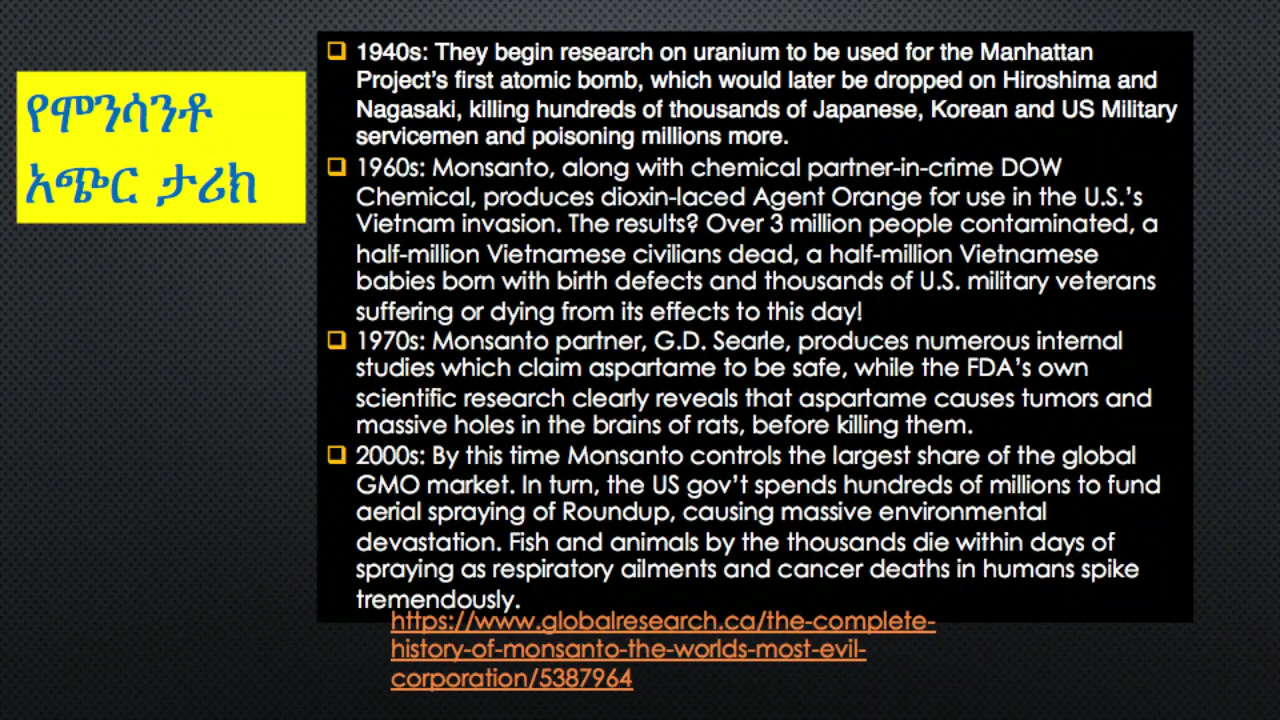 የሞንሳንቶ
አጭር ታሪክ
❑ 1940s: They begin research on uranium to be used for the Manhattan
Project's first atomic bomb, which would later be dropped on Hiroshima and
Nagasaki, killing hundreds of thousands of Japanese, Korean and US Military
servicemen and poisoning millions more.
❑ 1960s: Monsanto, along with chemical partner-in-crime DOW
Chemical, produces dioxin-laced Agent Orange for use in the U.S.'s
Vietnam invasion. The results? Over 3 million people contaminated, a
half-million Vietnamese civilians dead, a half-million Vietnamese
babies born with birth defects and thousands of U.S. military veterans
suffering or dying from its effects to this day!
❑ 1970s: Monsanto partner, G.D. Searle, produces numerous internal
studies which claim aspartame to be safe, while the FDA's own
scientific research clearly reveals that aspartame causes tumors and
massive holes in the brains of rats, before killing them.
❑ 2000s: By this time Monsanto controls the largest share of the global
GMO market. In turn, the US gov't spends hundreds of millions to fund
aerial spraying of Roundup, causing massive environmental
devastation. Fish and animals by the thousands die within days of
spraying as respiratory ailments and cancer deaths in humans spike
tremendously.
https://www.globalresearch.ca/the-complete-
history-of-monsanto-the-worlds-most-evil-
corporation/5387964